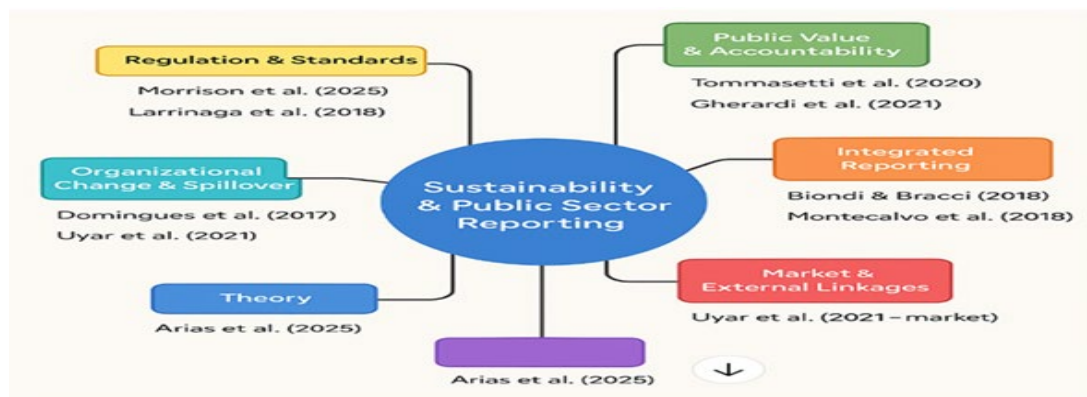 Regulation & Standards
Morrison et al. (2025)
Larrinaga et al. (2018)
Public Value
& Accountability
Tommasetti et al. (2020)
Gherardi et al. (2021)
Organizational
Change & Spillover
Domingues et al. (2017)
Uyar et al. (2021)
Sustainability
& Public Sector
Reporting
Integrated
Reporting
Biondi & Bracci (2018)
Montecalvo et al. (2018)
Theory
Arias et al. (2025)
Market &
External Linkages
Uyar et al. (2021 – market)
Arias et al. (2025)